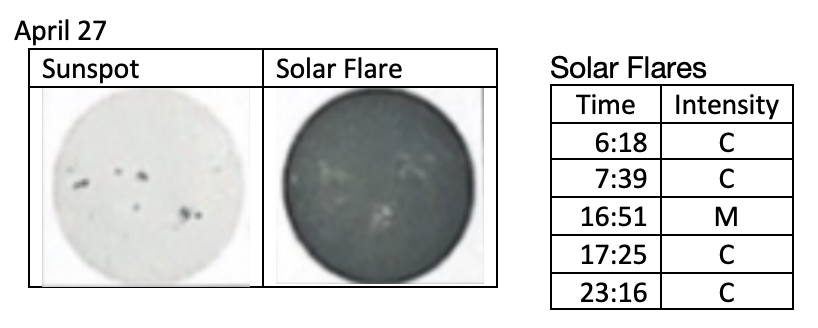 April 27
Sunspot Solar Flare
Solar Flares
Time Intensity
6:18 C
7:39 C
16:51 M
17:25 C
23:16 C